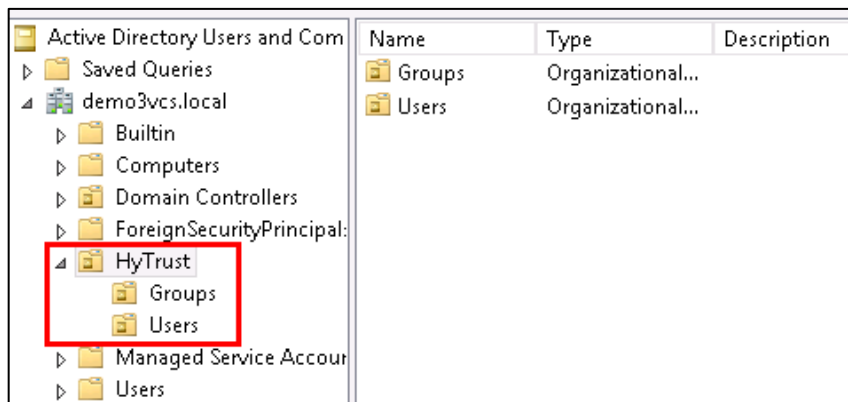 Active Directory Users and Com
Name Type Description
Saved Queries
demo3vcs.local
Builtin
Computers
Domain Controllers
ForeignSecurityPrincipal:
HyTrust
Groups
Users
Managed Service Accour
Users
Groups Organizational...
Users Organizational...